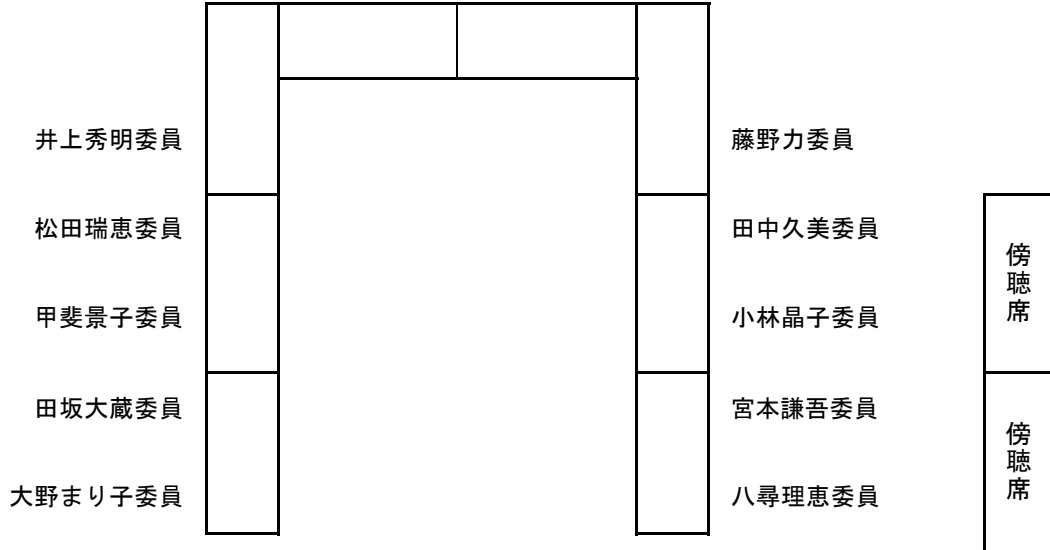 井上秀明委員
藤野力委員
松田瑞恵委員
田中久美委員
甲斐景子委員
小林晶子委員
田坂大蔵委員
宮本謙吾委員
大野まり子委員
八尋理恵委員
傍聴席
傍聴席